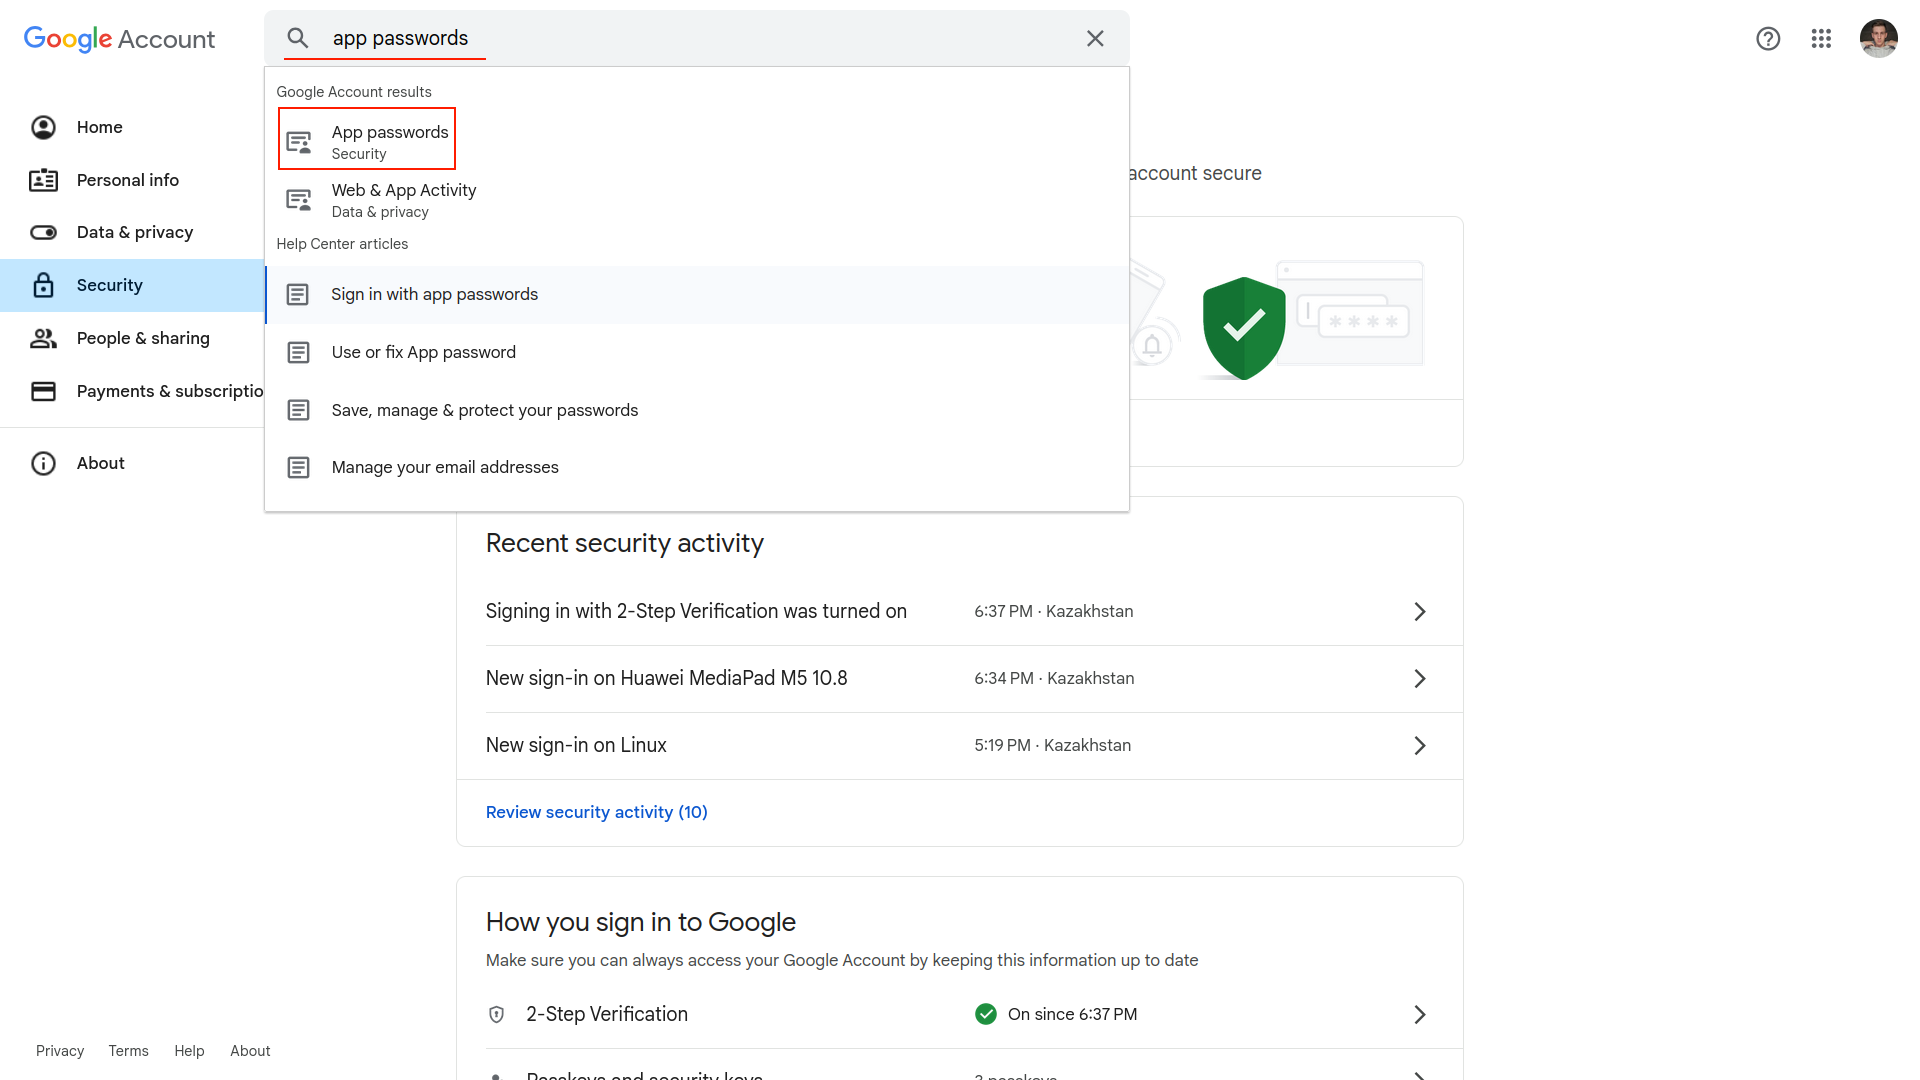 Google Account
app passwords
Google Account results
App passwords
Security
Web & App Activity
Data & privacy
Help Center articles
Sign in with app passwords
Use or fix App password
Save, manage & protect your passwords
Manage your email addresses
Home
Personal info
Data & privacy
Security
People & sharing
Payments & subscriptio
About
account secure
Recent security activity
Signing in with 2-Step Verification was turned on 6:37 PM · Kazakhstan
New sign-in on Huawei MediaPad M5 10.8 6:34 PM · Kazakhstan
New sign-in on Linux 5:19 PM · Kazakhstan
Review security activity (10)
How you sign in to Google
Make sure you can always access your Google Account by keeping this information up to date
2-Step Verification On since 6:37 PM
Passkeys and security keys 3 passkeys
Privacy Terms Help About